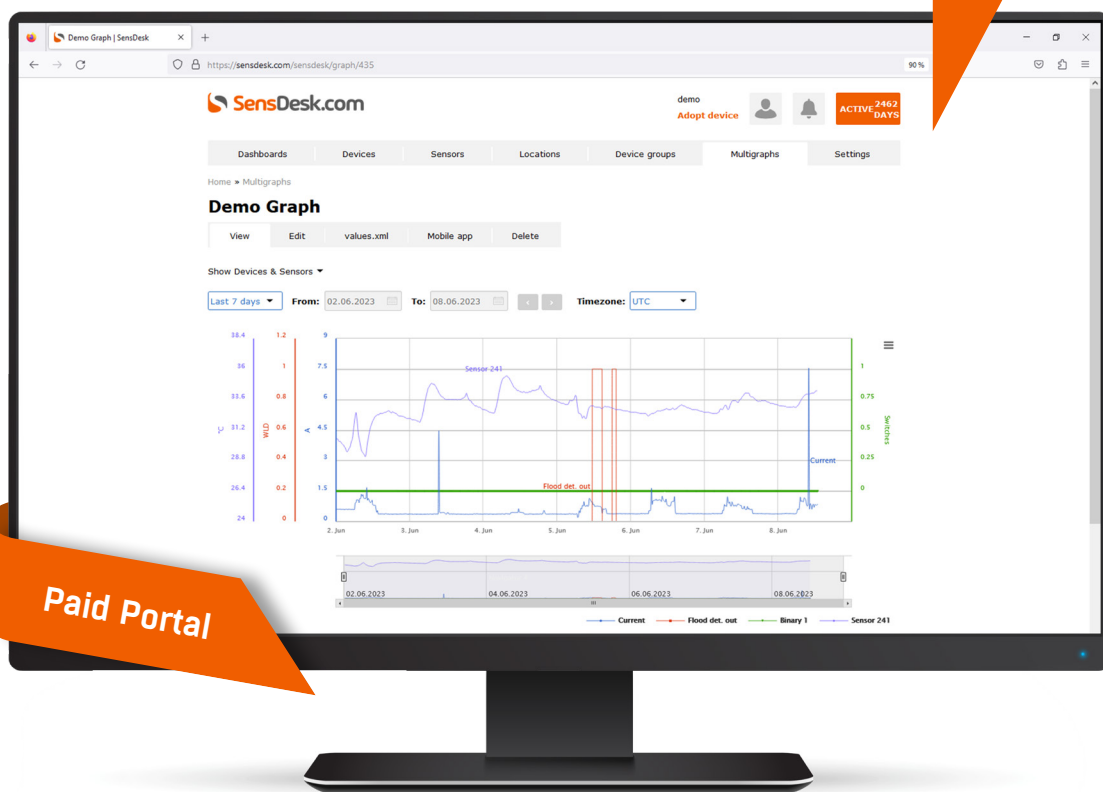 Demo Graph | SensDesk
https://sensdesk.com/sensdesk/graph/435
90 %
SensDesk.com
demo
Adopt device
ACTIVE 2462 DAYS
Dashboards Devices Sensors Locations Device groups Multigraphs Settings
Home » Multigraphs
Demo Graph
View Edit values.xml Mobile app Delete
Show Devices & Sensors
Last 7 days From: 02.06.2023 To: 08.06.2023 Timezone: UTC
38.4 1.2 9
36 1 7.5 Sensor 241 1
33.6 0.8 6 0.75
°C 31.2 WLD 0.6 A 4.5 0.5 Switches
28.8 0.4 3 Current 0.25
26.4 0.2 1.5 Flood det. out 0
24 0 0
2. Jun 3. Jun 4. Jun 5. Jun 6. Jun 7. Jun 8. Jun
02.06.2023 04.06.2023 06.06.2023 08.06.2023
Current Flood det. out Binary 1 Sensor 241
Paid Portal